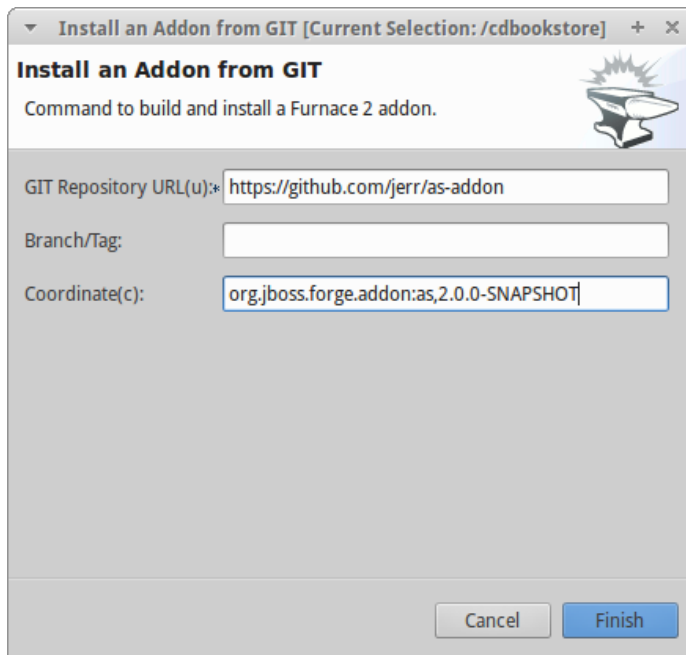 Install an Addon from GIT [Current Selection: /cdbookstore]
Install an Addon from GIT
Command to build and install a Furnace 2 addon.
GIT Repository URL(u):* https://github.com/jerr/as-addon
Branch/Tag:
Coordinate(c): org.jboss.forge.addon:as,2.0.0-SNAPSHOT
Cancel Finish